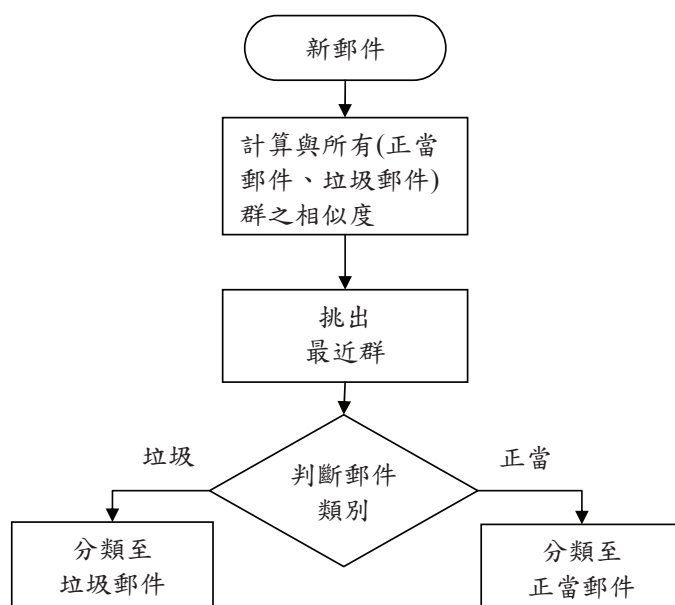 新郵件
計算與所有(正當
郵件、垃圾郵件)
群之相似度
挑出
最近群
垃圾
判斷郵件
類別
正當
分類至
垃圾郵件
分類至
正當郵件